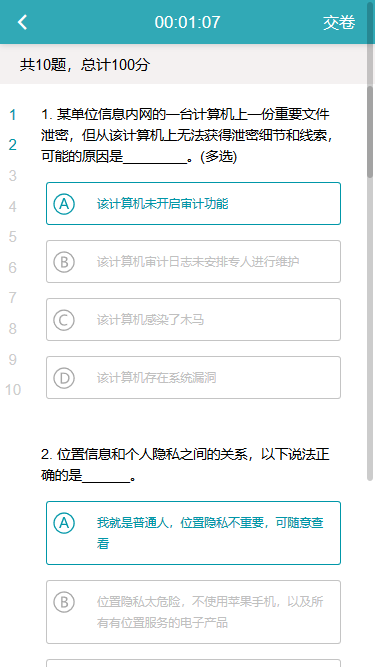 00:01:07 交卷
共10题，总计100分
1
2
3
4
5
6
7
8
9
10
1. 某单位信息内网的一台计算机上一份重要文件
泄密，但从该计算机上无法获得泄密细节和线索，
可能的原因是________。(多选)
A 该计算机未开启审计功能
B 该计算机审计日志未安排专人进行维护
C 该计算机感染了木马
D 该计算机存在系统漏洞
2. 位置信息和个人隐私之间的关系，以下说法正
确的是______。
A 我就是普通人，位置隐私不重要，可随意查
看
B 位置隐私太危险，不使用苹果手机，以及所
有有位置服务的电子产品